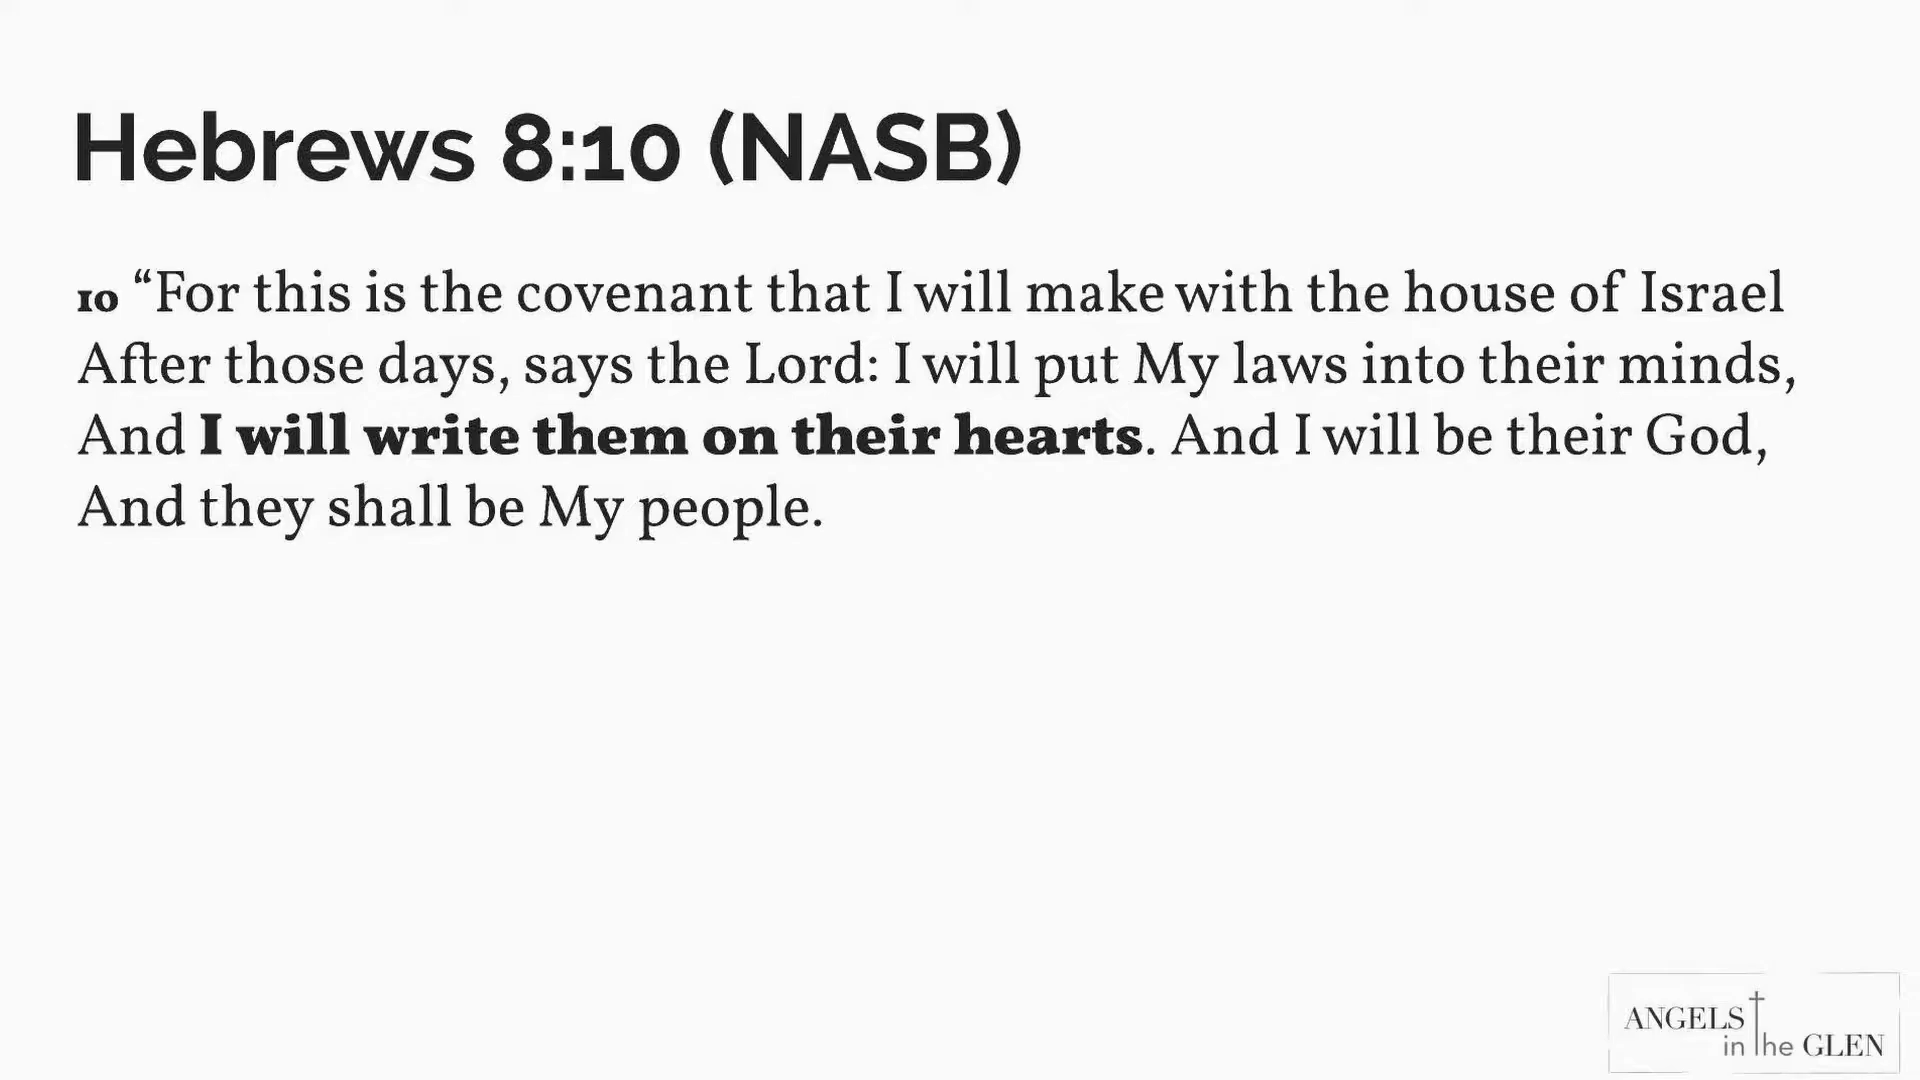 Hebrews 8:10 (NASB)
10 “For this is the covenant that I will make with the house of Israel
After those days, says the Lord: I will put My laws into their minds,
And I will write them on their hearts. And I will be their God,
And they shall be My people.
ANGELS
in the GLEN